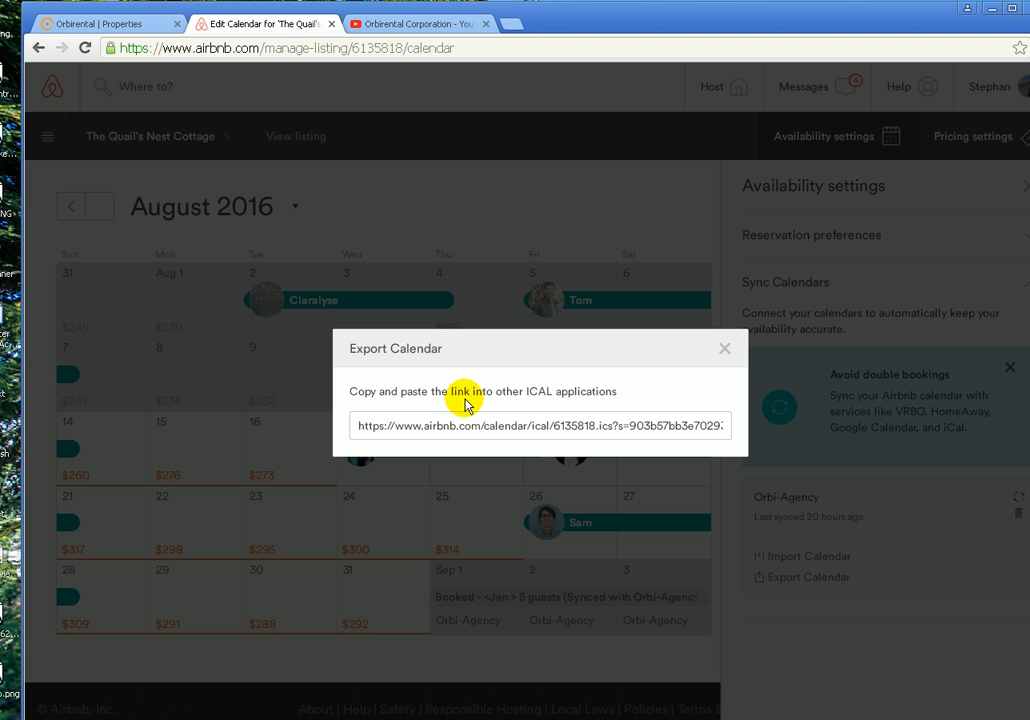 Orbirental | Properties
Edit Calendar for 'The Quail's
Orbirental Corporation - You
https://www.airbnb.com/manage-listing/6135818/calendar
Where to?
Host
Messages
4
Help
Stephan
The Quail's Nest Cottage
View listing
Availability settings
Pricing settings
August 2016
Availability settings
Reservation preferences
Sun Mon Tue Wed Thu Fri Sat
31 Aug 1 2 3 4 5 6
Claralyse
Tom
$249 $230 $189
Sync Calendars
Connect your calendars to automatically keep your
availability accurate.
7 8 9
$241 $236 $232
Export Calendar
Copy and paste the link into other ICAL applications
https://www.airbnb.com/calendar/ical/6135818.ics?s=903b57bb3e70297
Avoid double bookings
Sync your Airbnb calendar with
services like VRBO, HomeAway,
Google Calendar, and iCal.
14 15 16
$260 $276 $273
21 22 23 24 25 26 27
Sam
$317 $298 $295 $300 $314
Orbi-Agency
Last synced 20 hours ago
Import Calendar
Export Calendar
28 29 30 31 Sep 1 2 3
Booked - <Jen > 5 guests (Synced with Orbi-Agency
$309 $291 $288 $292 Orbi-Agency Orbi-Agency Orbi-Agency
© Airbnb, Inc.
About | Help | Safety | Responsible Hosting | Local Laws | Policies | Terms &